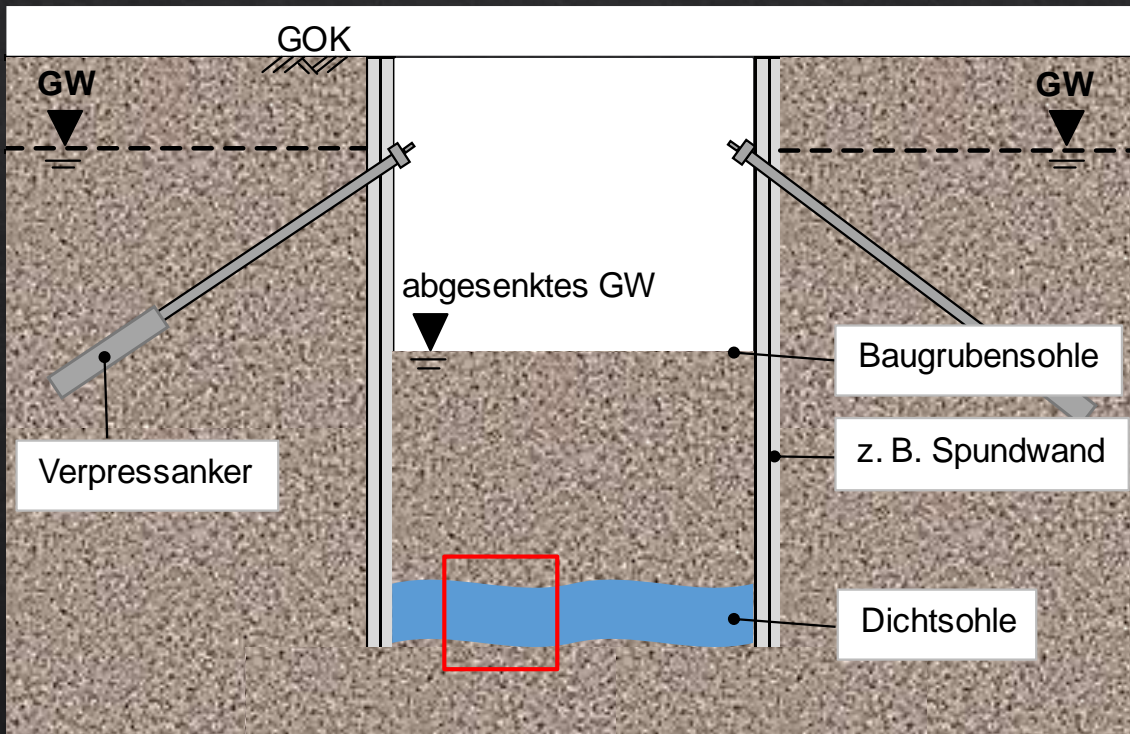 GOK
GW
GW
abgesenktes GW
Baugrubensohle
z. B. Spundwand
Verpressanker
Dichtsohle